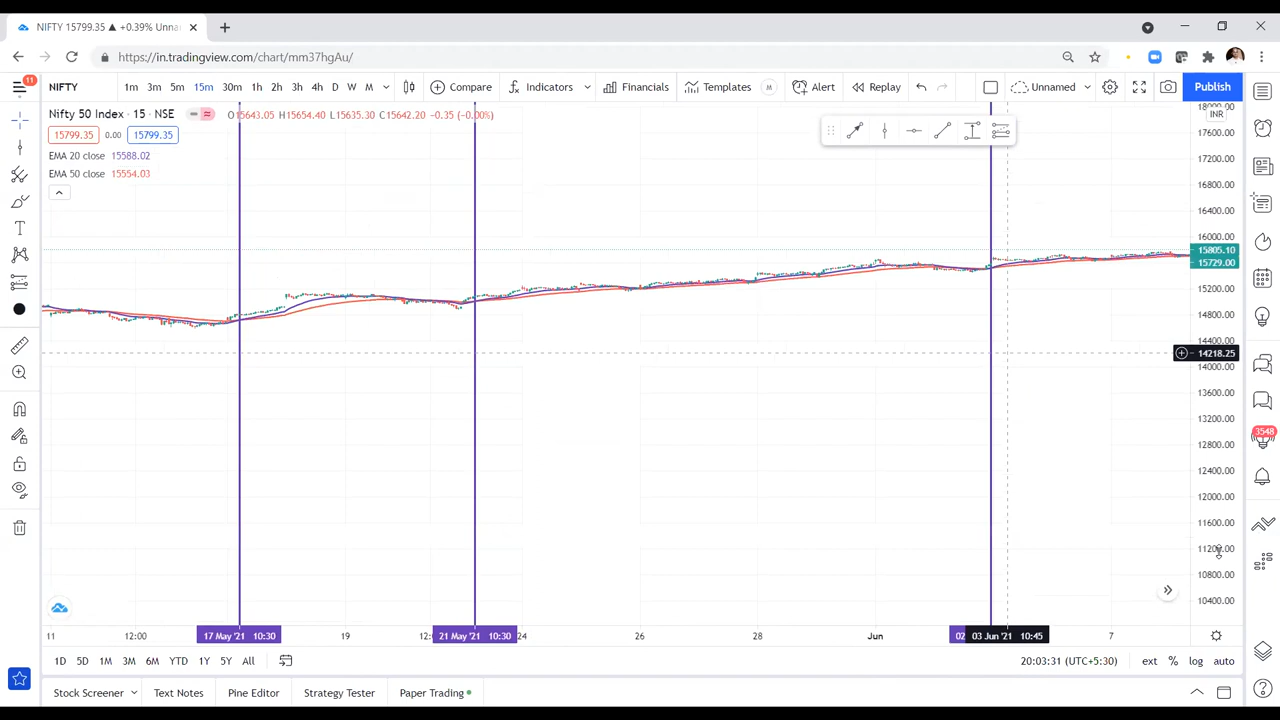 NIFTY 15799.35 ▲ +0.39% Unna
in.tradingview.com/chart/mm37hgAu/
11
NIFTY 1m 3m 5m 15m 30m 1h 2h 3h 4h D W M Compare Indicators Financials Templates M Alert Replay Unnamed Publish
Nifty 50 Index · 15 · NSE O15643.05 H15654.40 L15635.30 C15642.20 -0.35 (-0.00%)
15799.35 0.00 15799.35
EMA 20 close 15588.02
EMA 50 close 15554.03
18000.00
INR
17600.00
17200.00
16800.00
16400.00
16000.00
15805.10
15729.00
15200.00
14800.00
14400.00
14218.25
14000.00
13600.00
13200.00
12800.00
12400.00
12000.00
11600.00
11200.00
10800.00
10400.00
3548
11 12:00 17 May '21 10:30 19 12: 21 May '21 10:30 24 26 28 Jun 02 03 Jun '21 10:45 7
1D 5D 1M 3M 6M YTD 1Y 5Y All 20:03:31 (UTC+5:30) ext % log auto
Stock Screener Text Notes Pine Editor Strategy Tester Paper Trading